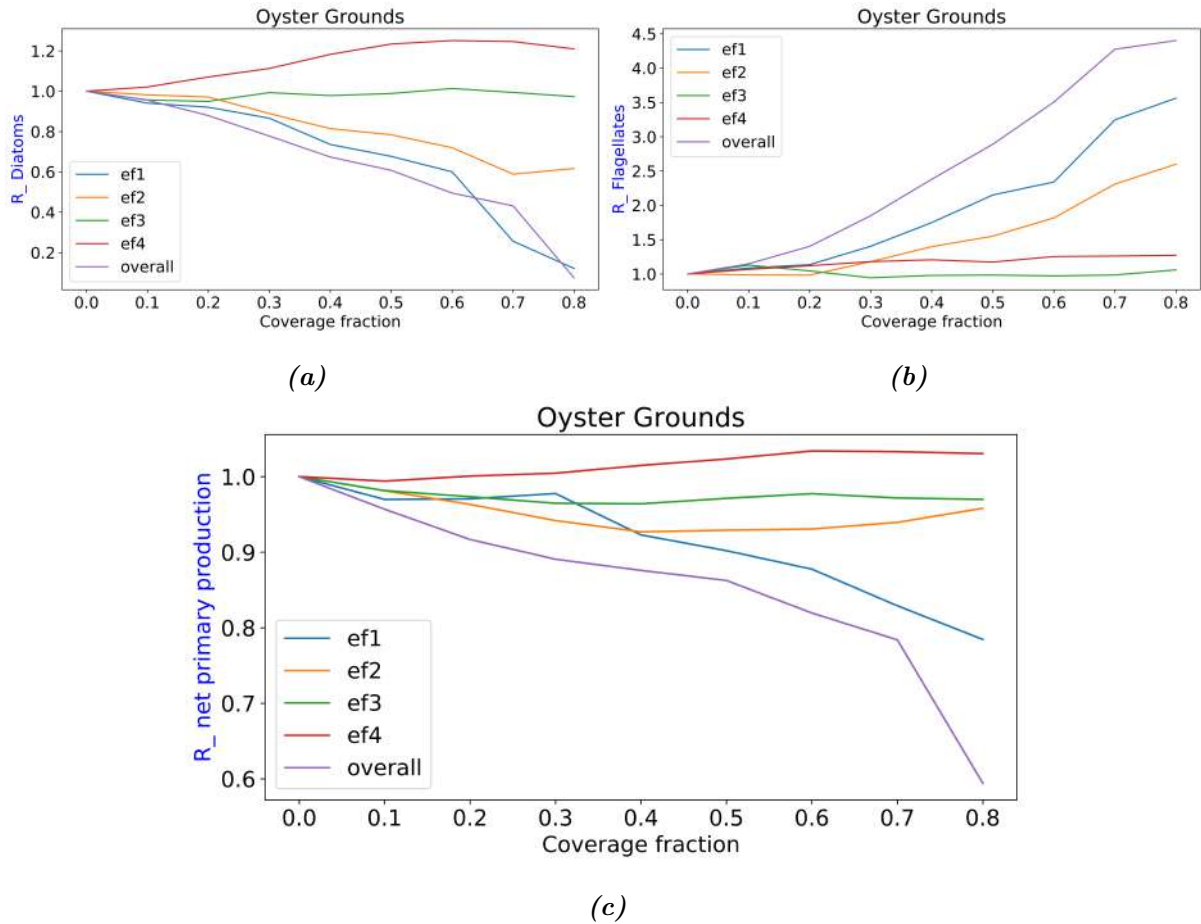 Oyster Grounds
R_ Diatoms
1.2
1.0
0.8
0.6
0.4
0.2
ef1
ef2
ef3
ef4
overall
0.0 0.1 0.2 0.3 0.4 0.5 0.6 0.7 0.8
Coverage fraction
(a)
Oyster Grounds
R_ Flagellates
4.5
4.0
3.5
3.0
2.5
2.0
1.5
1.0
ef1
ef2
ef3
ef4
overall
0.0 0.1 0.2 0.3 0.4 0.5 0.6 0.7 0.8
Coverage fraction
(b)
Oyster Grounds
R_ net primary production
1.0
0.9
0.8
0.7
0.6
ef1
ef2
ef3
ef4
overall
0.0 0.1 0.2 0.3 0.4 0.5 0.6 0.7 0.8
Coverage fraction
(c)